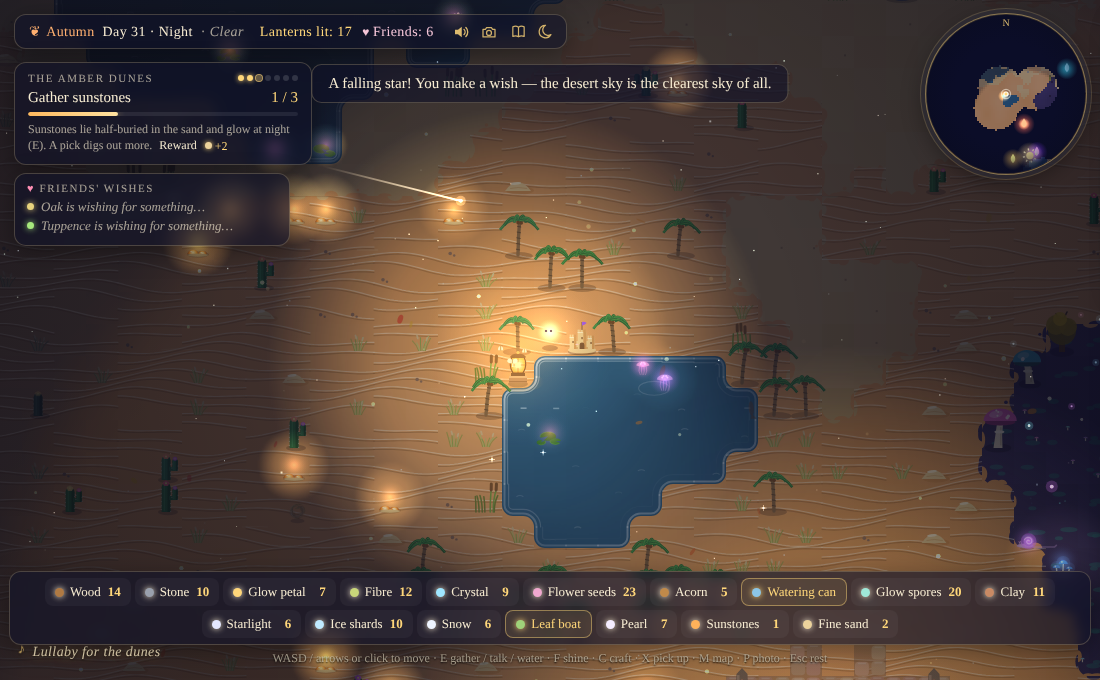 Autumn Day 31 · Night · Clear Lanterns lit: 17 ♥ Friends: 6
N
THE AMBER DUNES
Gather sunstones 1 / 3
Sunstones lie half-buried in the sand and glow at night
(E). A pick digs out more. Reward +2
A falling star! You make a wish — the desert sky is the clearest sky of all.
♥ FRIENDS' WISHES
Oak is wishing for something…
Tuppence is wishing for something…
Wood 14 Stone 10 Glow petal 7 Fibre 12 Crystal 9 Flower seeds 23 Acorn 5 Watering can Glow spores 20 Clay 11
Starlight 6 Ice shards 10 Snow 6 Leaf boat Pearl 7 Sunstones 1 Fine sand 2
♪ Lullaby for the dunes
WASD / arrows or click to move · E gather / talk / water · F shine · C craft · X pick up · M map · P photo · Esc rest